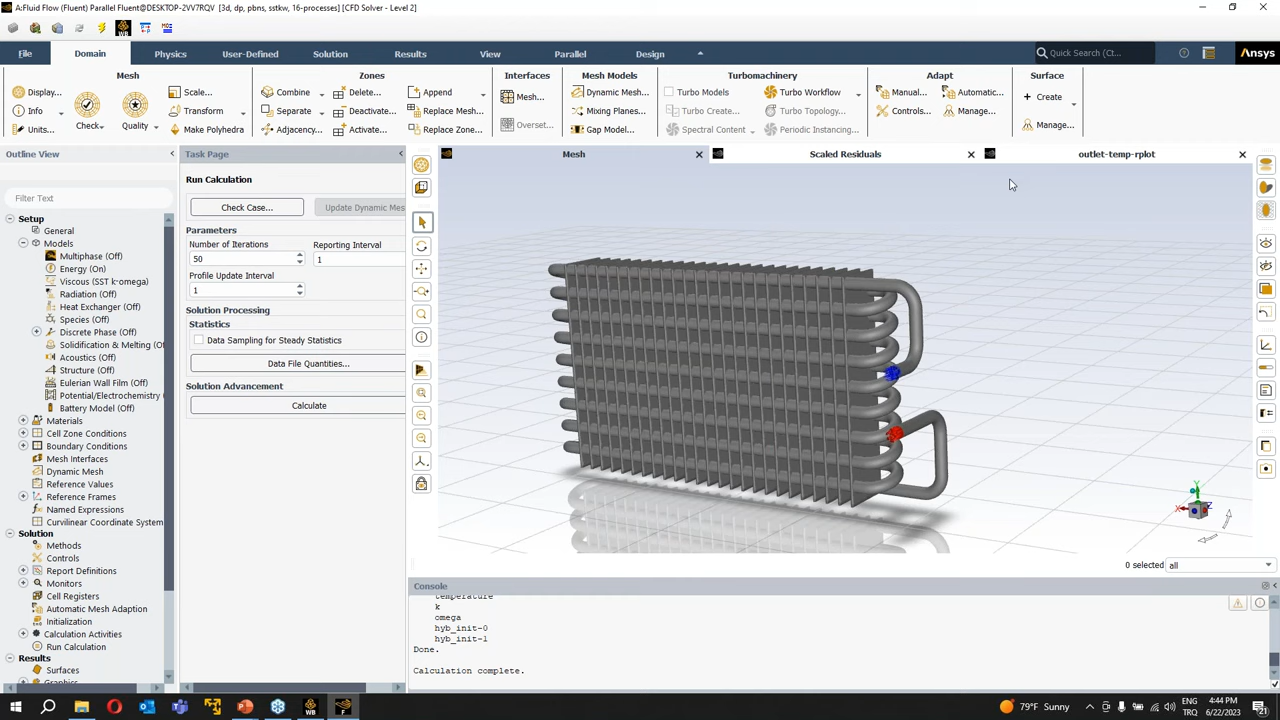 A:Fluid Flow (Fluent) Parallel Fluent@DESKTOP-2VV7RQV [3d, dp, pbns, sstkw, 16-processes] [CFD Solver - Level 2]
File Domain Physics User-Defined Solution Results View Parallel Design
Quick Search (Ct...
Ansys
Mesh
Display...
Info
Units...
Check
Quality
Scale...
Transform
Make Polyhedra
Zones
Combine
Separate
Adjacency...
Delete...
Deactivate...
Activate...
Append
Replace Mesh...
Replace Zone...
Interfaces
Mesh...
Overset...
Mesh Models
Dynamic Mesh...
Mixing Planes...
Gap Model...
Turbomachinery
Turbo Models
Turbo Create...
Spectral Content
Turbo Workflow
Turbo Topology...
Periodic Instancing...
Adapt
Manual...
Controls...
Automatic...
Manage...
Surface
Create
Manage...
Outline View
Filter Text
Setup
General
Models
Multiphase (Off)
Energy (On)
Viscous (SST k-omega)
Radiation (Off)
Heat Exchanger (Off)
Species (Off)
Discrete Phase (Off)
Solidification & Melting (Of
Acoustics (Off)
Structure (Off)
Eulerian Wall Film (Off)
Potential/Electrochemistry
Battery Model (Off)
Materials
Cell Zone Conditions
Boundary Conditions
Mesh Interfaces
Dynamic Mesh
Reference Values
Reference Frames
Named Expressions
Curvilinear Coordinate System
Solution
Methods
Controls
Report Definitions
Monitors
Cell Registers
Automatic Mesh Adaption
Initialization
Calculation Activities
Run Calculation
Results
Surfaces
Graphics
Task Page
Run Calculation
Check Case...
Update Dynamic Mes
Parameters
Number of Iterations
50
Reporting Interval
1
Profile Update Interval
1
Solution Processing
Statistics
Data Sampling for Steady Statistics
Data File Quantities...
Solution Advancement
Calculate
Mesh
Scaled Residuals
outlet-temp-rplot
Y
X
Z
0 selected all
Console
temperature
k
omega
hyb_init-0
hyb_init-1
Done.
Calculation complete.
79°F Sunny
ENG
TRQ
4:44 PM
6/22/2023
21